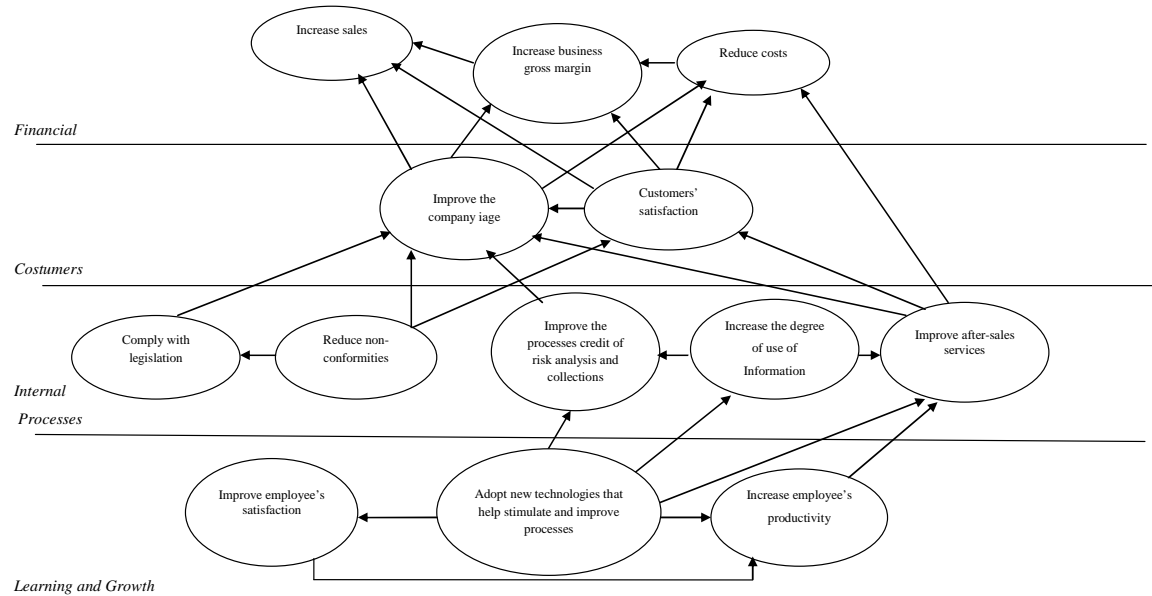 Increase sales
Increase business
gross margin
Reduce costs
Financial
Improve the
company iage
Customers'
satisfaction
Costumers
Comply with
legislation
Reduce non-
conformities
Improve the
processes credit of
risk analysis and
collections
Increase the degree
of use of
Information
Improve after-sales
services
Internal
Processes
Improve employee's
satisfaction
Adopt new technologies that
help stimulate and improve
processes
Increase employee's
productivity
Learning and Growth